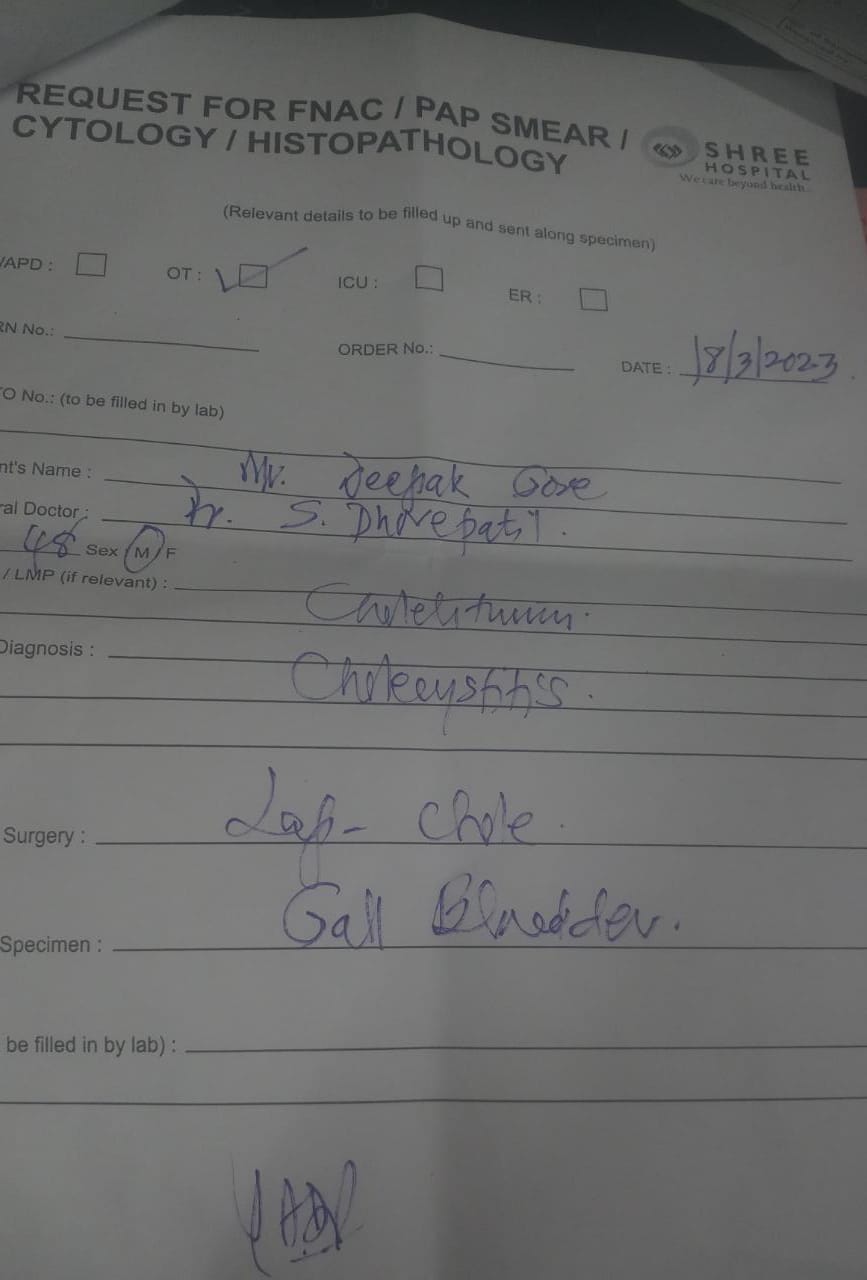 REQUEST FOR FNAC / PAP SMEAR /
CYTOLOGY / HISTOPATHOLOGY
SHREE
HOSPITAL
We care beyond health.
(Relevant details to be filled up and sent along specimen)
/APD :
OT :
ICU :
ER :
RN No.:
ORDER No.:
DATE : 18/3/2023
O No.: (to be filled in by lab)
nt's Name : Mr. Deepak Gore
ral Doctor : Dr. S. Dhorepatil.
48 Sex M/F
/ LMP (if relevant) :
Diagnosis :
Cholecystitis.
Surgery : Lap- Chole.
Specimen : Gall Bladder.
be filled in by lab) :